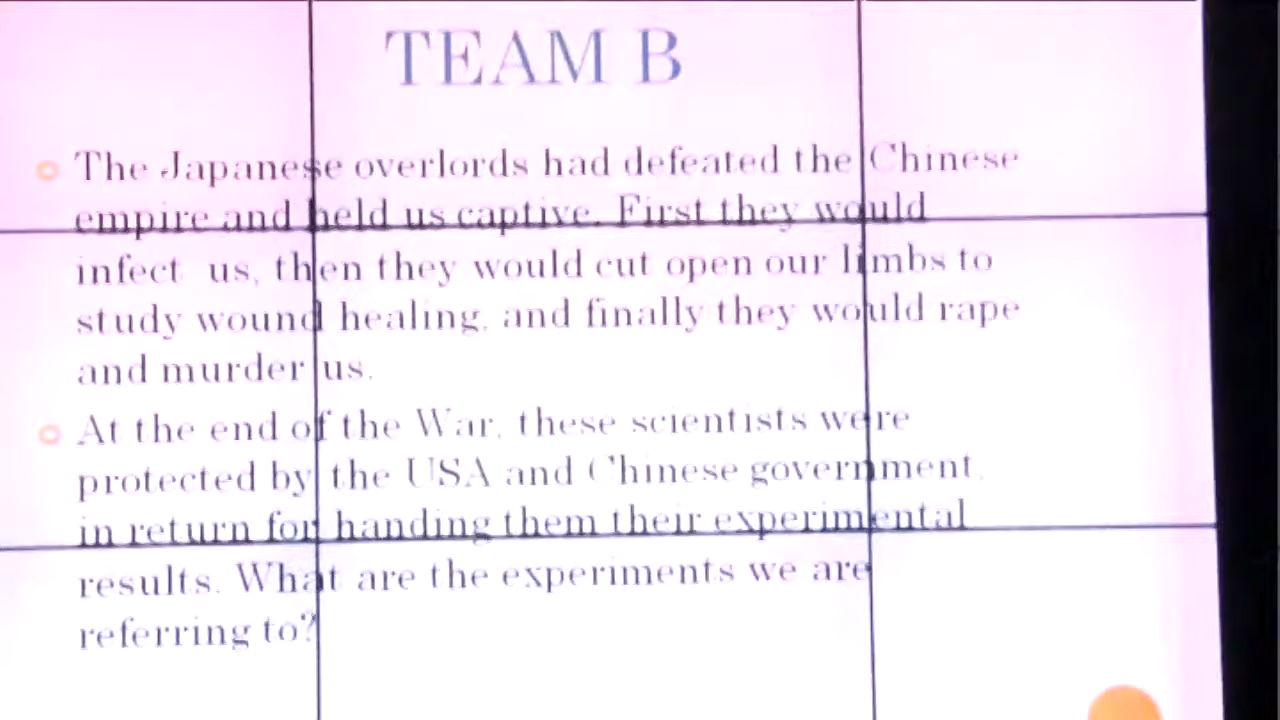 TEAM B
The Japanese overlords had defeated the Chinese
empire and held us captive. First they would
infect us, then they would cut open our limbs to
study wound healing, and finally they would rape
and murder us.
At the end of the War, these scientists were
protected by the USA and Chinese government,
in return for handing them their experimental
results. What are the experiments we are
referring to?